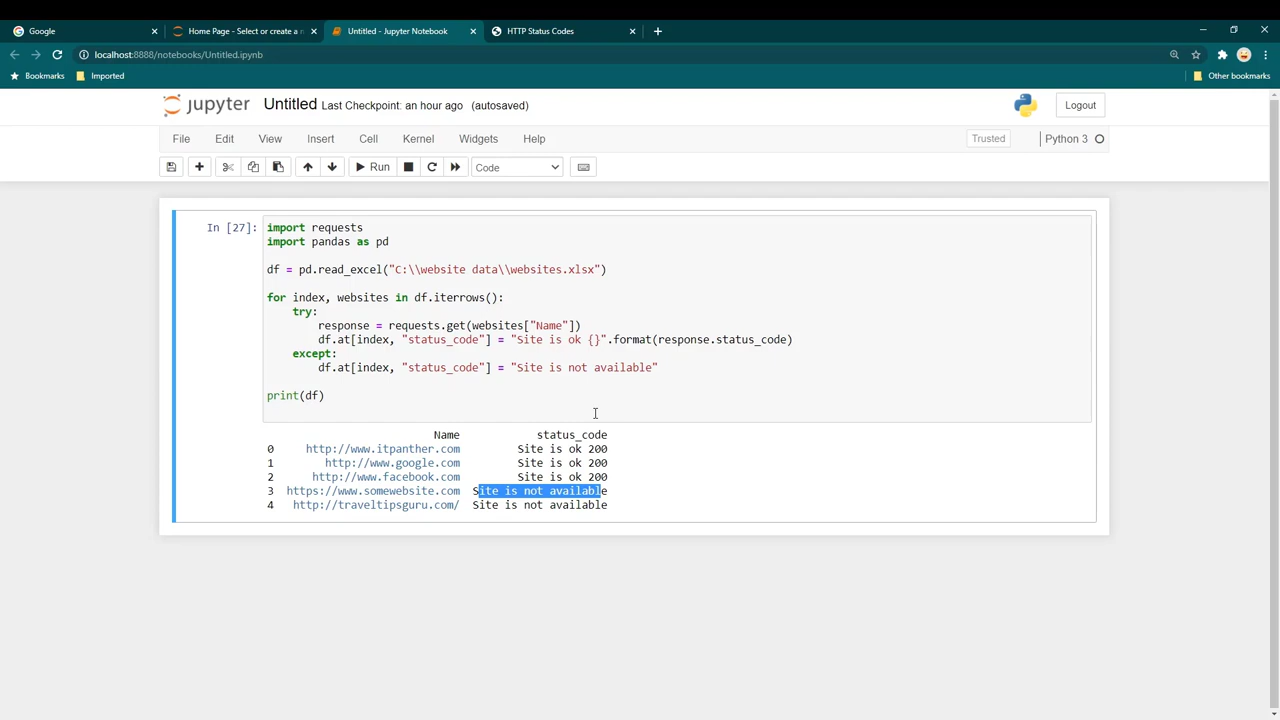 Google
Home Page - Select or create a n
Untitled - Jupyter Notebook
HTTP Status Codes
localhost:8888/notebooks/Untitled.ipynb
Bookmarks
Imported
Other bookmarks
jupyter Untitled Last Checkpoint: an hour ago (autosaved)
Logout
File Edit View Insert Cell Kernel Widgets Help
Trusted
Python 3
Run
Code
In [27]:
import requests
import pandas as pd
df = pd.read_excel("C:\\website data\\websites.xlsx")
for index, websites in df.iterrows():
    try:
        response = requests.get(websites["Name"])
        df.at[index, "status_code"] = "Site is ok {}".format(response.status_code)
    except:
        df.at[index, "status_code"] = "Site is not available"
print(df)
Name status_code
0 http://www.itpanther.com Site is ok 200
1 http://www.google.com Site is ok 200
2 http://www.facebook.com Site is ok 200
3 https://www.somewebsite.com Site is not available
4 http://traveltipsguru.com/ Site is not available